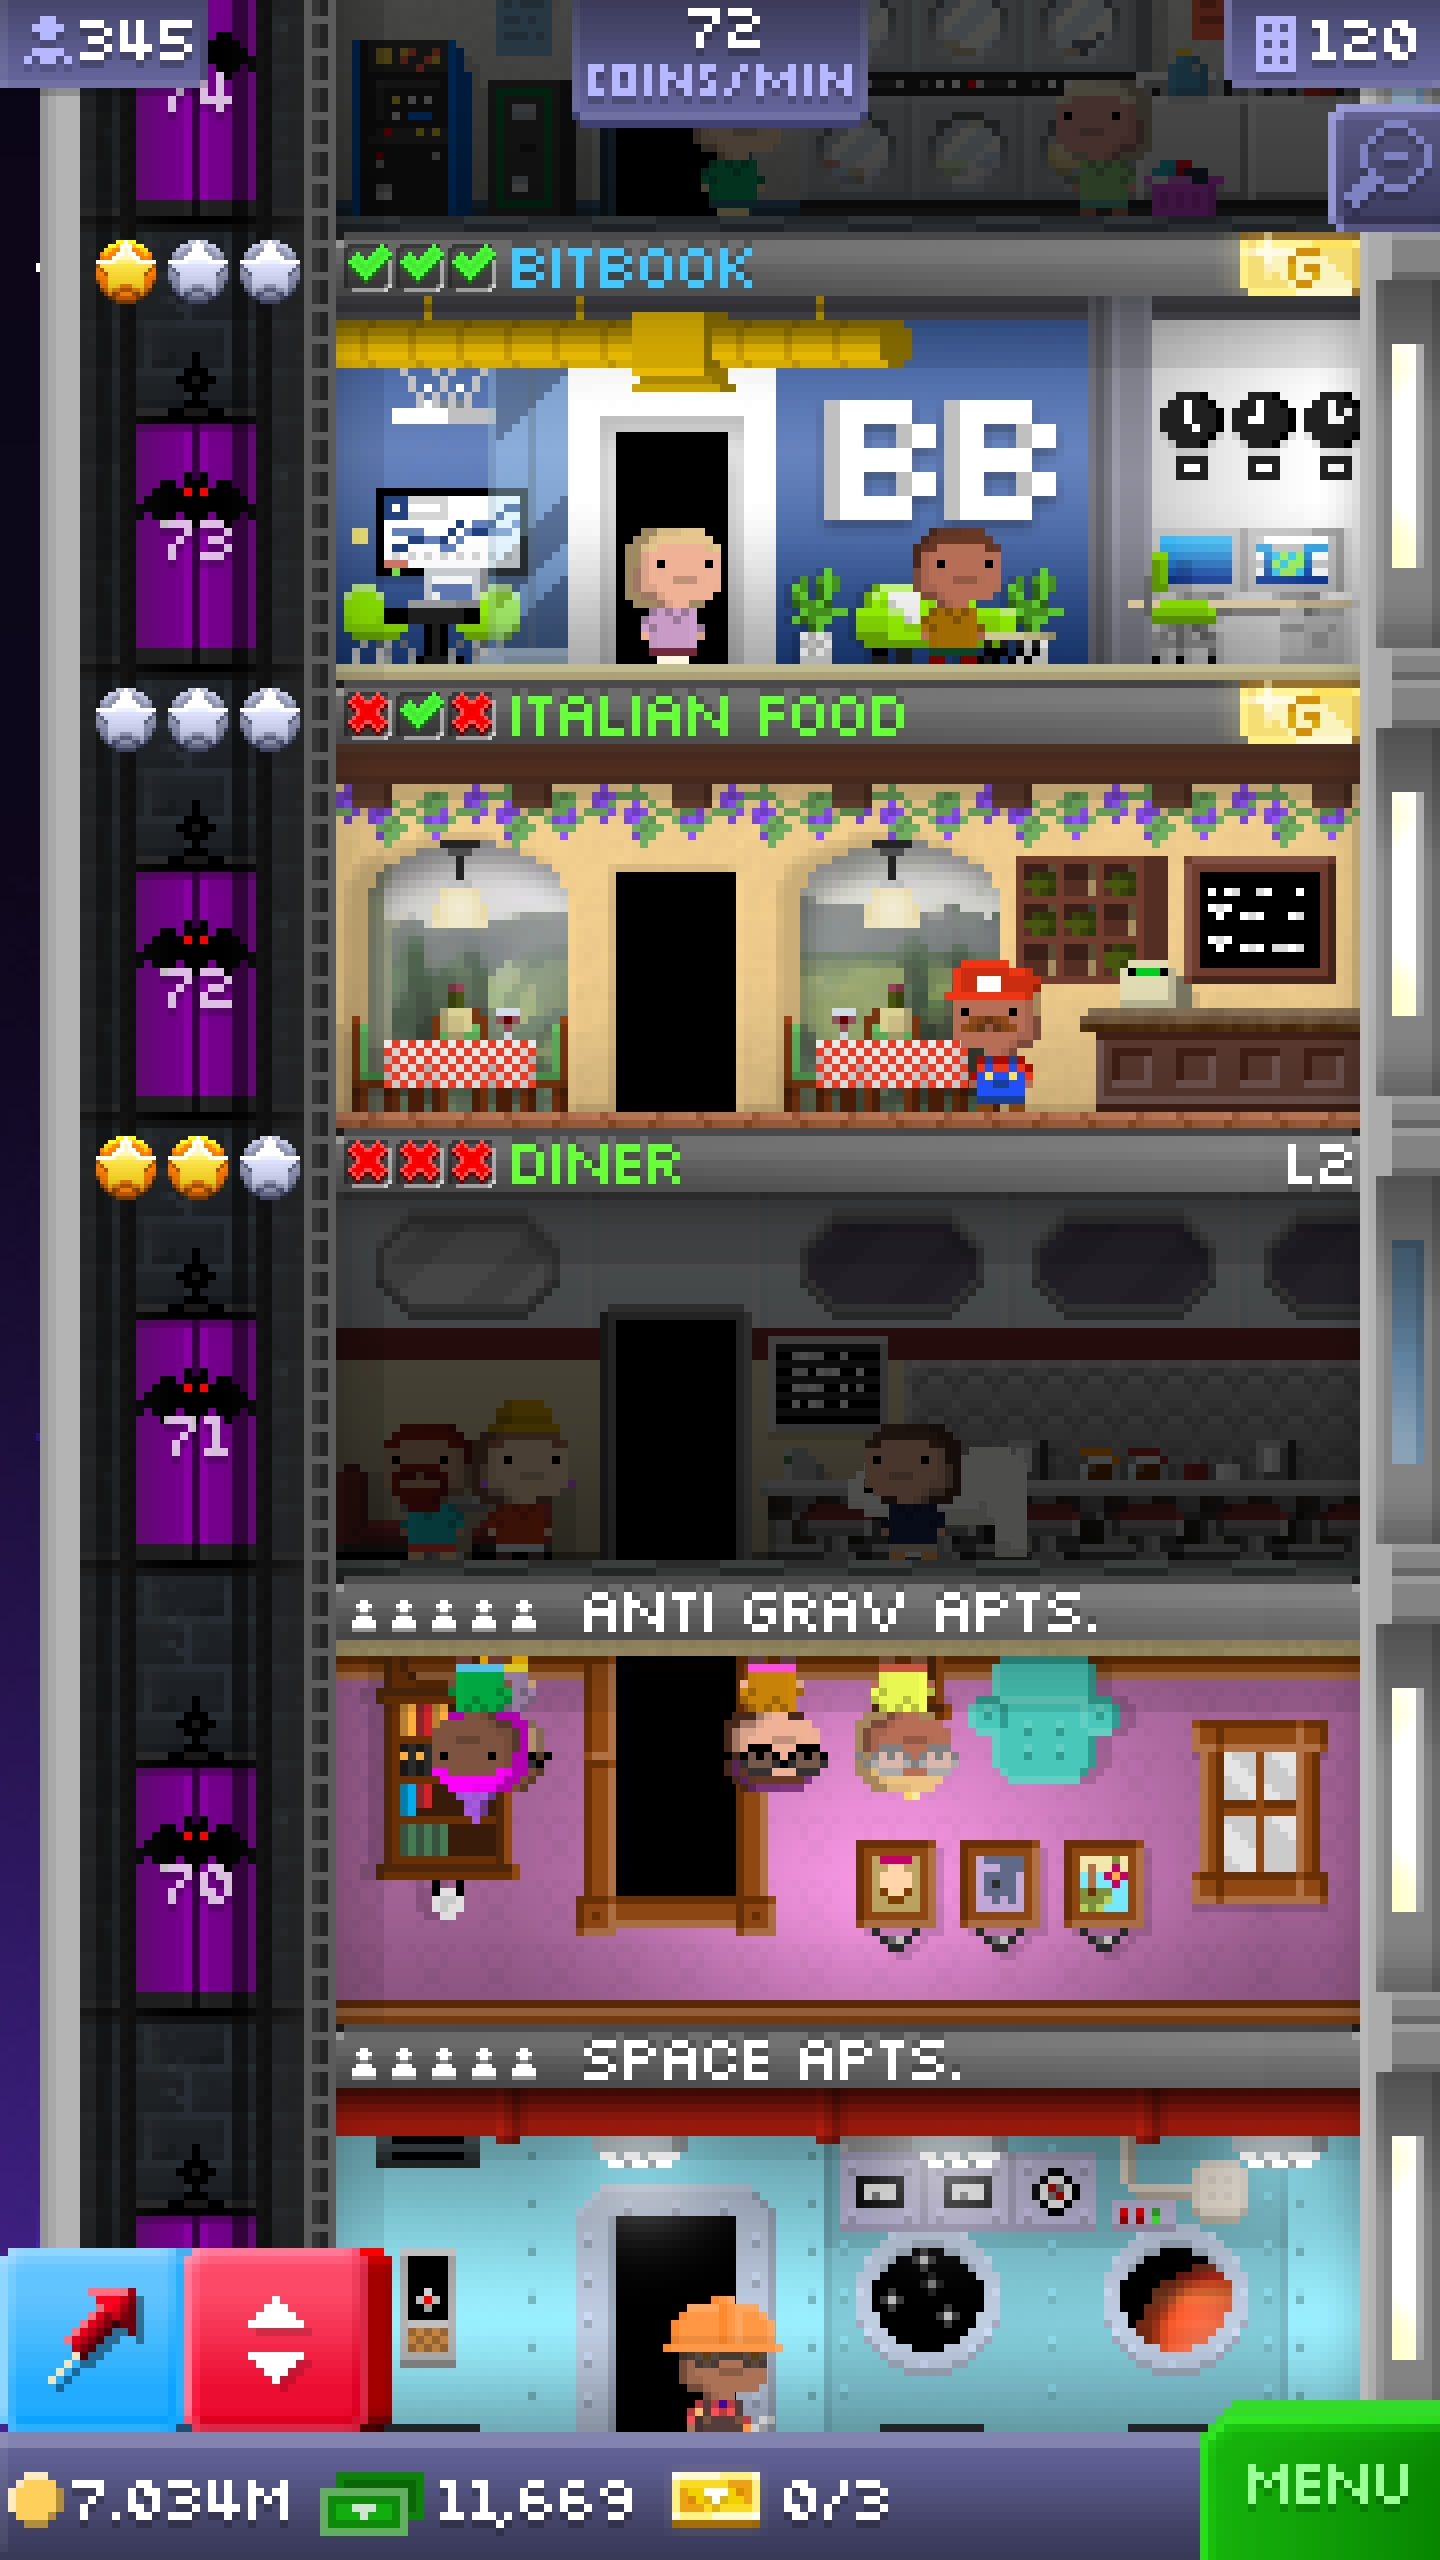 345
72
COINS/MIN
120
74
BITBOOK
G
BB
73
ITALIAN FOOD
G
72
DINER
L2
71
ANTI GRAV APTS.
70
SPACE APTS.
7.034M
11,669
0/3
MENU